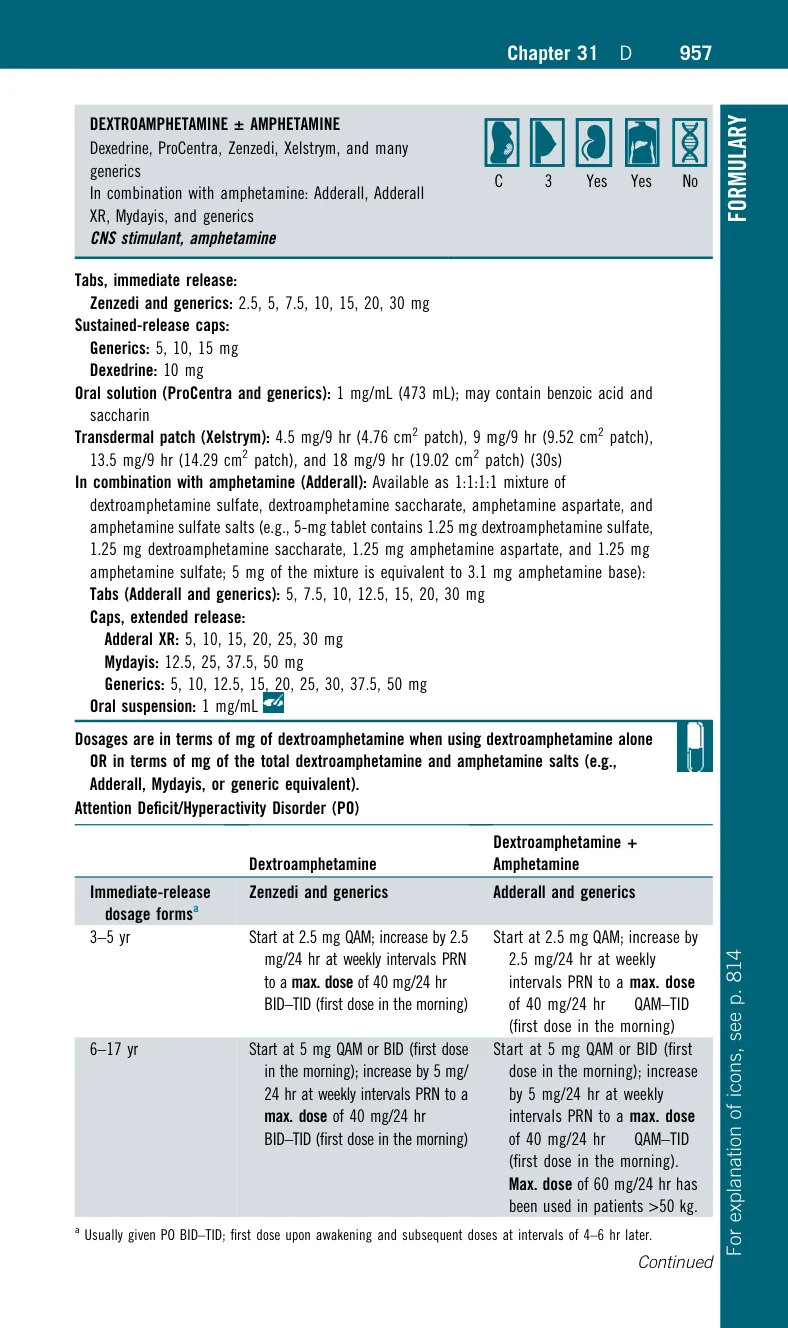 Chapter 31 D 957
DEXTROAMPHETAMINE ± AMPHETAMINE
Dexedrine, ProCentra, Zenzedi, Xelstrym, and many
generics
In combination with amphetamine: Adderall, Adderall
XR, Mydayis, and generics
CNS stimulant, amphetamine
C 3 Yes Yes No
Tabs, immediate release:
Zenzedi and generics: 2.5, 5, 7.5, 10, 15, 20, 30 mg
Sustained-release caps:
Generics: 5, 10, 15 mg
Dexedrine: 10 mg
Oral solution (ProCentra and generics): 1 mg/mL (473 mL); may contain benzoic acid and
saccharin
Transdermal patch (Xelstrym): 4.5 mg/9 hr (4.76 cm² patch), 9 mg/9 hr (9.52 cm² patch),
13.5 mg/9 hr (14.29 cm² patch), and 18 mg/9 hr (19.02 cm² patch) (30s)
In combination with amphetamine (Adderall): Available as 1:1:1:1 mixture of
dextroamphetamine sulfate, dextroamphetamine saccharate, amphetamine aspartate, and
amphetamine sulfate salts (e.g., 5-mg tablet contains 1.25 mg dextroamphetamine sulfate,
1.25 mg dextroamphetamine saccharate, 1.25 mg amphetamine aspartate, and 1.25 mg
amphetamine sulfate; 5 mg of the mixture is equivalent to 3.1 mg amphetamine base):
Tabs (Adderall and generics): 5, 7.5, 10, 12.5, 15, 20, 30 mg
Caps, extended release:
Adderal XR: 5, 10, 15, 20, 25, 30 mg
Mydayis: 12.5, 25, 37.5, 50 mg
Generics: 5, 10, 12.5, 15, 20, 25, 30, 37.5, 50 mg
Oral suspension: 1 mg/mL
Dosages are in terms of mg of dextroamphetamine when using dextroamphetamine alone
OR in terms of mg of the total dextroamphetamine and amphetamine salts (e.g.,
Adderall, Mydayis, or generic equivalent).
Attention Deficit/Hyperactivity Disorder (PO)
Dextroamphetamine
Dextroamphetamine +
Amphetamine
Immediate-release
dosage formsᵃ
Zenzedi and generics
Adderall and generics
3–5 yr
Start at 2.5 mg QAM; increase by 2.5
mg/24 hr at weekly intervals PRN
to a max. dose of 40 mg/24 hr
BID–TID (first dose in the morning)
Start at 2.5 mg QAM; increase by
2.5 mg/24 hr at weekly
intervals PRN to a max. dose
of 40 mg/24 hr QAM–TID
(first dose in the morning)
6–17 yr
Start at 5 mg QAM or BID (first dose
in the morning); increase by 5 mg/
24 hr at weekly intervals PRN to a
max. dose of 40 mg/24 hr
BID–TID (first dose in the morning)
Start at 5 mg QAM or BID (first
dose in the morning); increase
by 5 mg/24 hr at weekly
intervals PRN to a max. dose
of 40 mg/24 hr QAM–TID
(first dose in the morning).
Max. dose of 60 mg/24 hr has
been used in patients >50 kg.
ᵃ Usually given PO BID–TID; first dose upon awakening and subsequent doses at intervals of 4–6 hr later.
Continued
FORMULARY
For explanation of icons, see p. 814